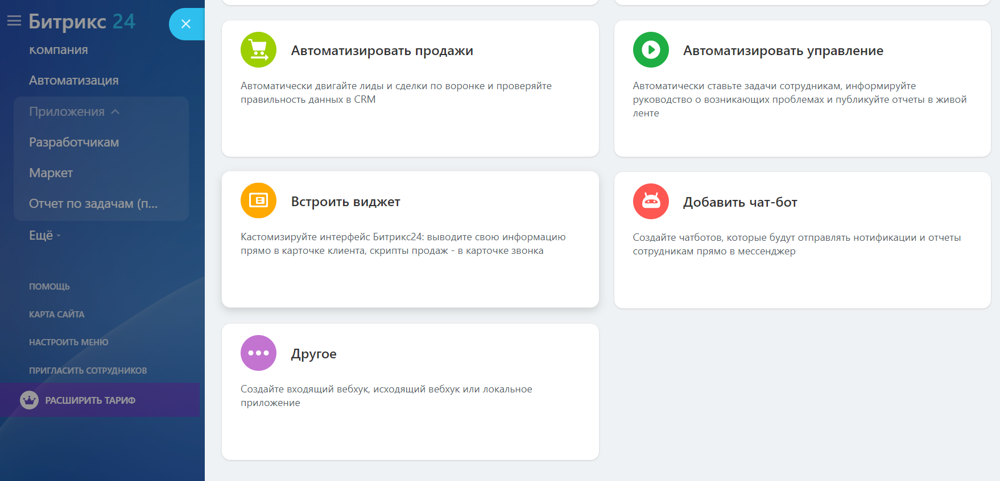 Битрикс 24
компания
Автоматизация
Приложения
Разработчикам
Маркет
Отчет по задачам (п...
Ещё
ПОМОЩЬ
КАРТА САЙТА
НАСТРОИТЬ МЕНЮ
ПРИГЛАСИТЬ СОТРУДНИКОВ
РАСШИРИТЬ ТАРИФ
Автоматизировать продажи
Автоматически двигайте лиды и сделки по воронке и проверяйте
правильность данных в CRM
Автоматизировать управление
Автоматически ставьте задачи сотрудникам, информируйте
руководство о возникающих проблемах и публикуйте отчеты в живой
ленте
Встроить виджет
Кастомизируйте интерфейс Битрикс24: выводите свою информацию
прямо в карточке клиента, скрипты продаж - в карточке звонка
Добавить чат-бот
Создайте чатботов, которые будут отправлять нотификации и отчеты
сотрудникам прямо в мессенджер
Другое
Создайте входящий вебхук, исходящий вебхук или локальное
приложение